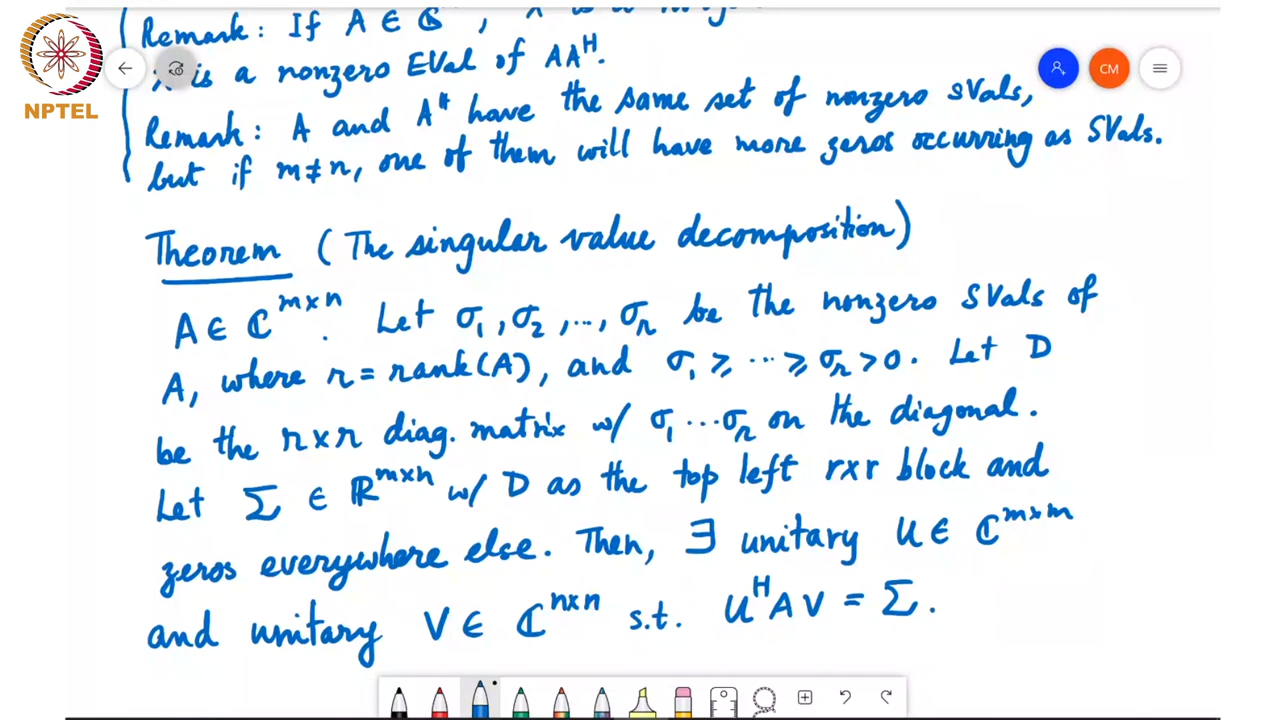 Remark: If A ∈ ℂ
is a nonzero EVal of AAᴴ.
NPTEL
CM
Remark: A and Aᴴ have the same set of nonzero SVals,
but if m≠n, one of them will have more zeros occurring as SVals.
Theorem (The singular value decomposition)
A ∈ ℂ^{m×n}. Let σ₁, σ₂, ..., σᵣ be the nonzero SVals of
A, where r = rank(A), and σ₁ ≥ ... ≥ σᵣ > 0. Let D
be the r×r diag. matrix w/ σ₁ ... σᵣ on the diagonal.
Let Σ ∈ ℝ^{m×n} w/ D as the top left r×r block and
zeros everywhere else. Then, ∃ unitary U ∈ ℂ^{m×m}
and unitary V ∈ ℂ^{n×n} s.t. UᴴAV = Σ.